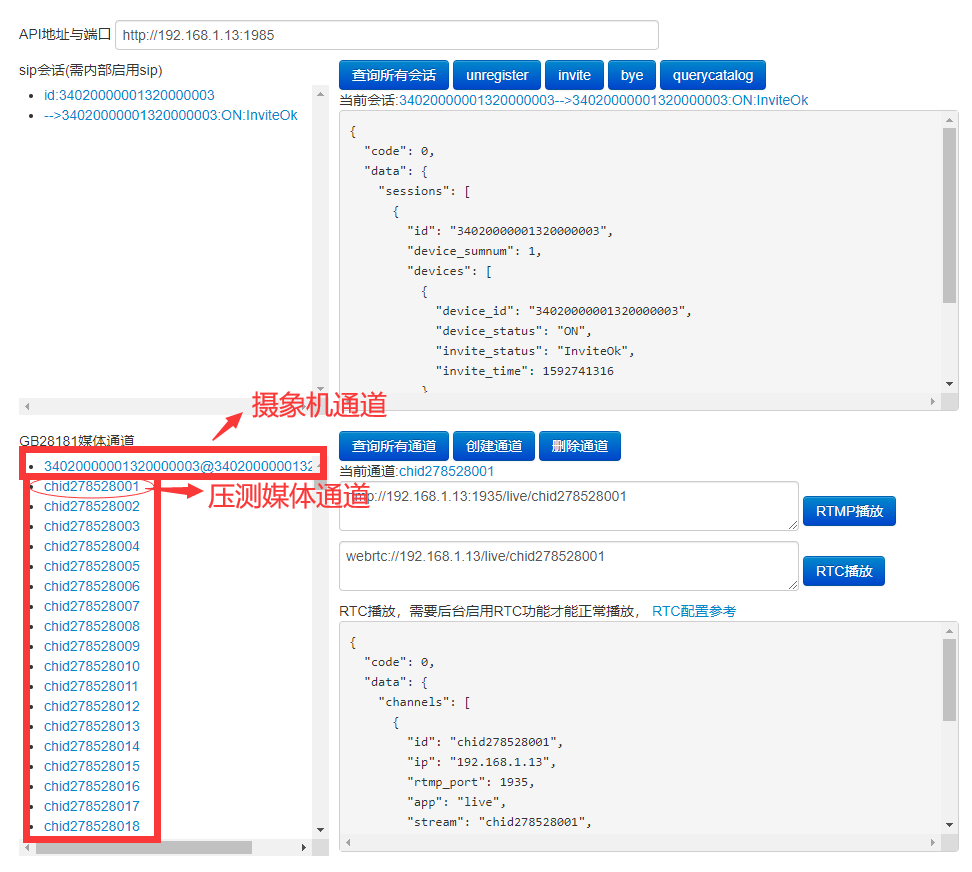 API地址与端口 http://192.168.1.13:1985
sip会话(需内部启用sip)
id:34020000001320000003
-->34020000001320000003:ON:InviteOk
查询所有会话 unregister invite bye querycatalog
当前会话:34020000001320000003-->34020000001320000003:ON:InviteOk
{
"code": 0,
"data": {
"sessions": [
{
"id": "34020000001320000003",
"device_sumnum": 1,
"devices": [
{
"device_id": "34020000001320000003",
"device_status": "ON",
"invite_status": "InviteOk",
"invite_time": 1592741316
}
摄象机通道
GB28181媒体通道
34020000001320000003@3402000000132
压测媒体通道
chid278528001
chid278528002
chid278528003
chid278528004
chid278528005
chid278528006
chid278528007
chid278528008
chid278528009
chid278528010
chid278528011
chid278528012
chid278528013
chid278528014
chid278528015
chid278528016
chid278528017
chid278528018
查询所有通道 创建通道 删除通道
当前通道:chid278528001
://192.168.1.13:1935/live/chid278528001
RTMP播放
webrtc://192.168.1.13/live/chid278528001
RTC播放
RTC播放，需要后台启用RTC功能才能正常播放， RTC配置参考
{
"code": 0,
"data": {
"channels": [
{
"id": "chid278528001",
"ip": "192.168.1.13",
"rtmp_port": 1935,
"app": "live",
"stream": "chid278528001",